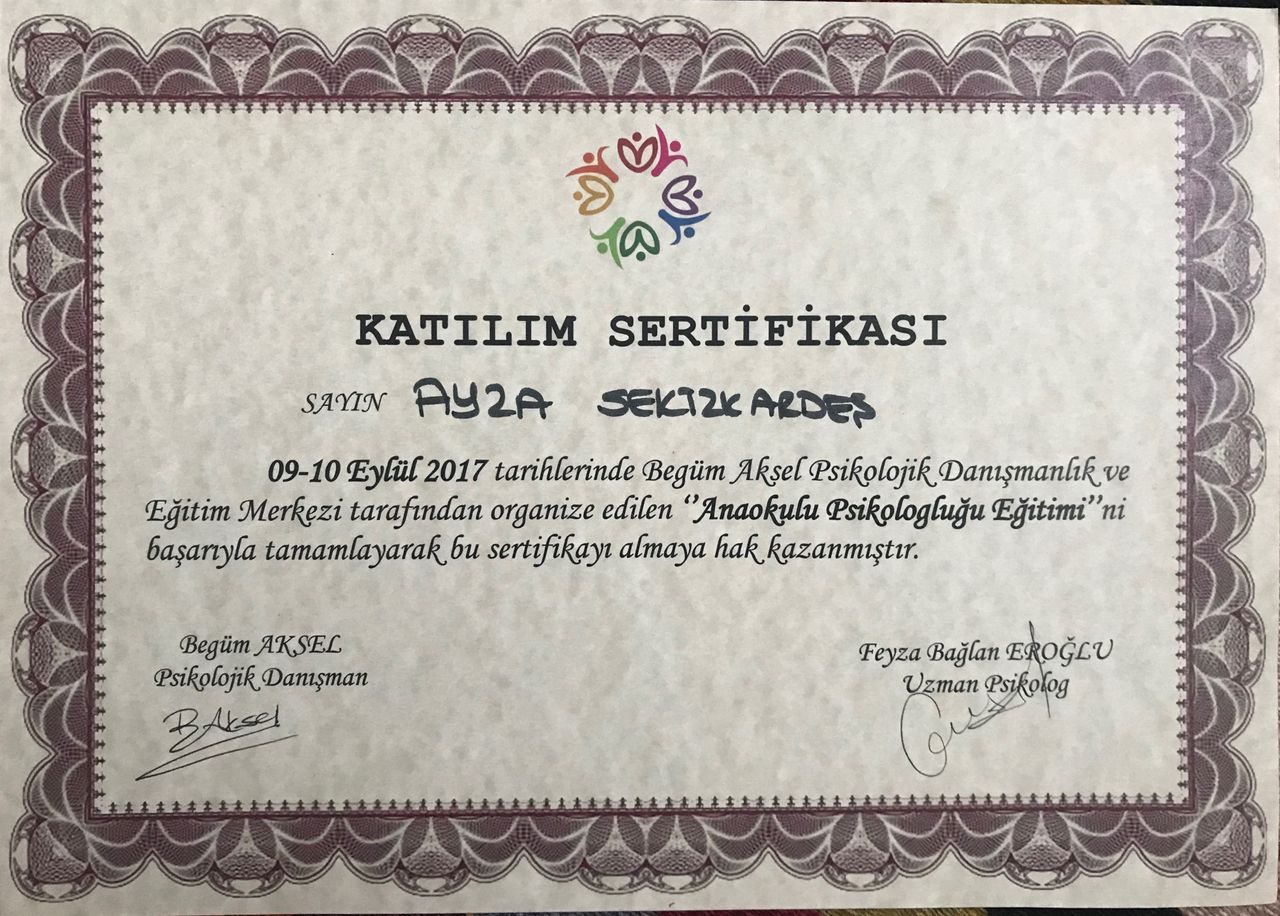 KATILIM SERTİFİKASI
SAYIN AYZA SEKİZKARDEŞ
09-10 Eylül 2017 tarihlerinde Begüm Aksel Psikolojik Danışmanlık ve
Eğitim Merkezi tarafından organize edilen ‘’Anaokulu Psikologluğu Eğitimi’’ni
başarıyla tamamlayarak bu sertifikayı almaya hak kazanmıştır.
Begüm AKSEL
Psikolojik Danışman
BAksel
Feyza Bağlan EROĞLU
Uzman Psikolog